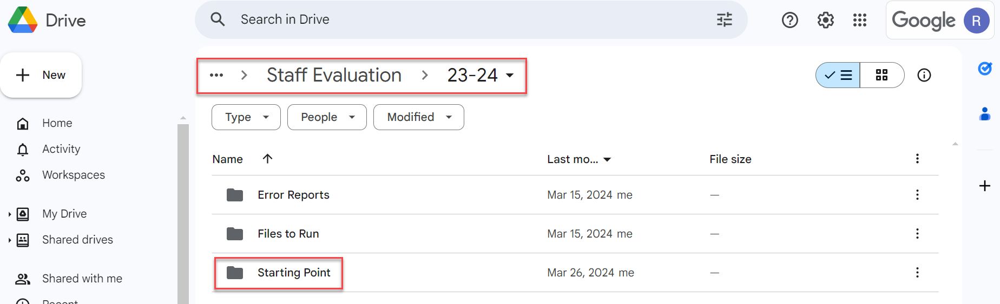 Drive
Search in Drive
Google R
New
… Staff Evaluation 23-24
Type People Modified
Home
Activity
Workspaces
My Drive
Shared drives
Shared with me
Recent
Name Last mo... File size
Error Reports Mar 15, 2024 me —
Files to Run Mar 15, 2024 me —
Starting Point Mar 26, 2024 me —